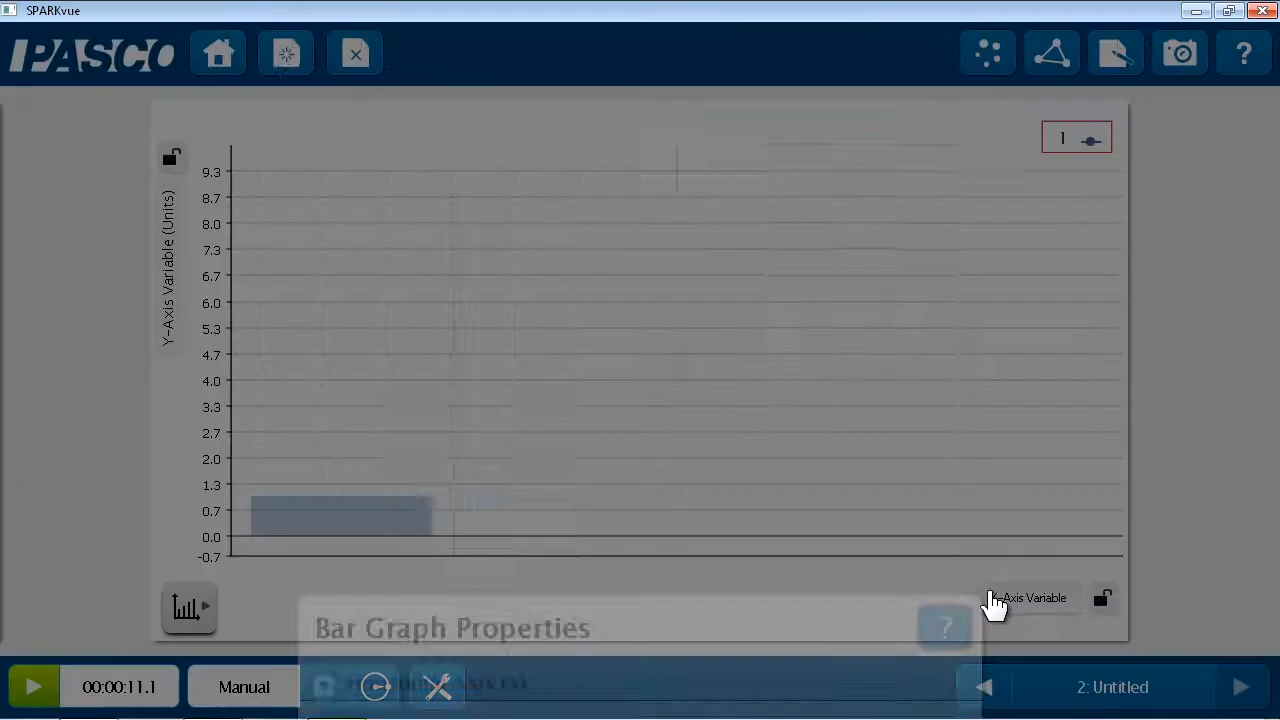 SPARKvue
PASCO
?
1
Y-Axis Variable (Units)
9.3
8.7
8.0
7.3
6.7
6.0
5.3
4.7
4.0
3.3
2.7
2.0
1.3
0.7
0.0
-0.7
-Axis Variable
Bar Graph Properties
?
00:00:11.1
Manual
2: Untitled